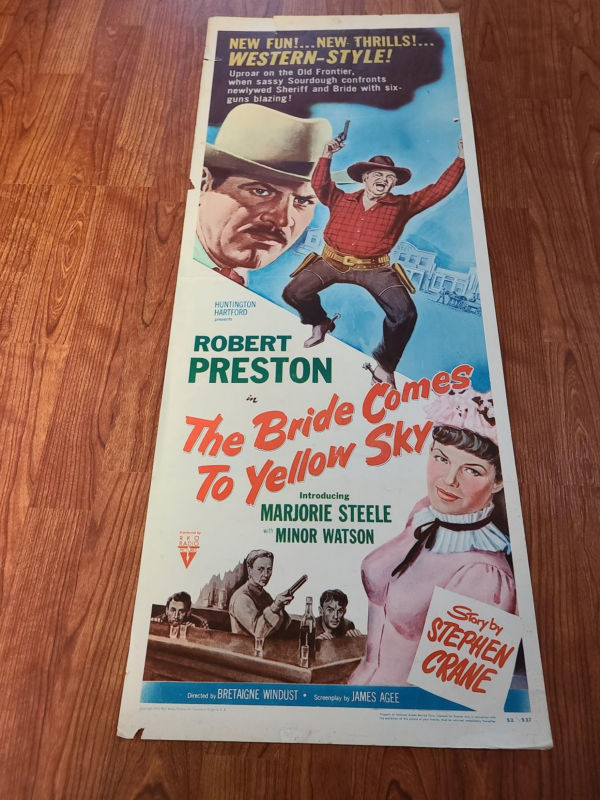 NEW FUN!... NEW THRILLS!...
WESTERN-STYLE!
Uproar on the Old Frontier,
when sassy Sourdough confronts
newlywed Sheriff and Bride with six-
guns blazing!
HUNTINGTON
HARTFORD
presents
ROBERT
PRESTON
in
The Bride Comes
To Yellow Sky
Introducing
MARJORIE STEELE
with MINOR WATSON
RKO
RADIO
Story by
STEPHEN
CRANE
Directed by BRETAIGNE WINDUST • Screenplay by JAMES AGEE